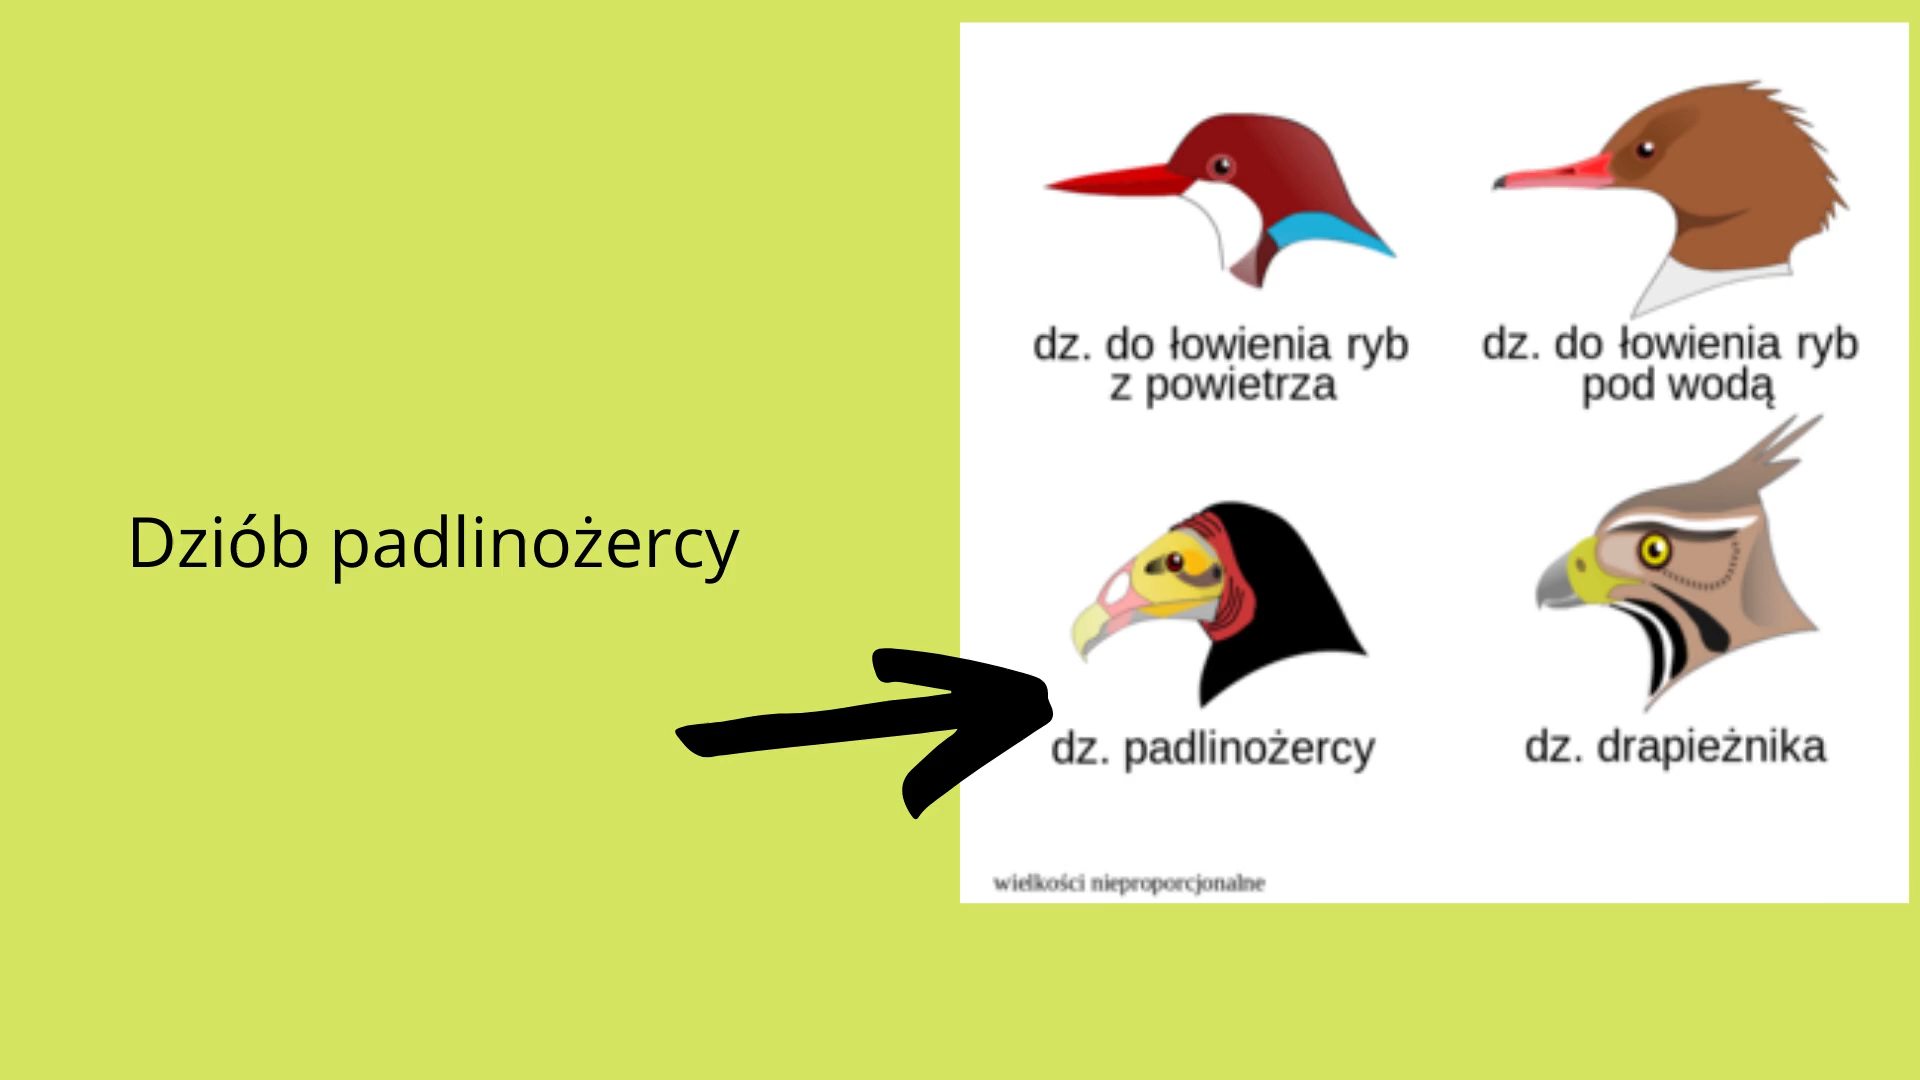 Dziób padlinożercy
dz. do łowienia ryb
z powietrza
dz. do łowienia ryb
pod wodą
dz. padlinożercy
dz. drapieżnika
wielkości nieproporcjonalne